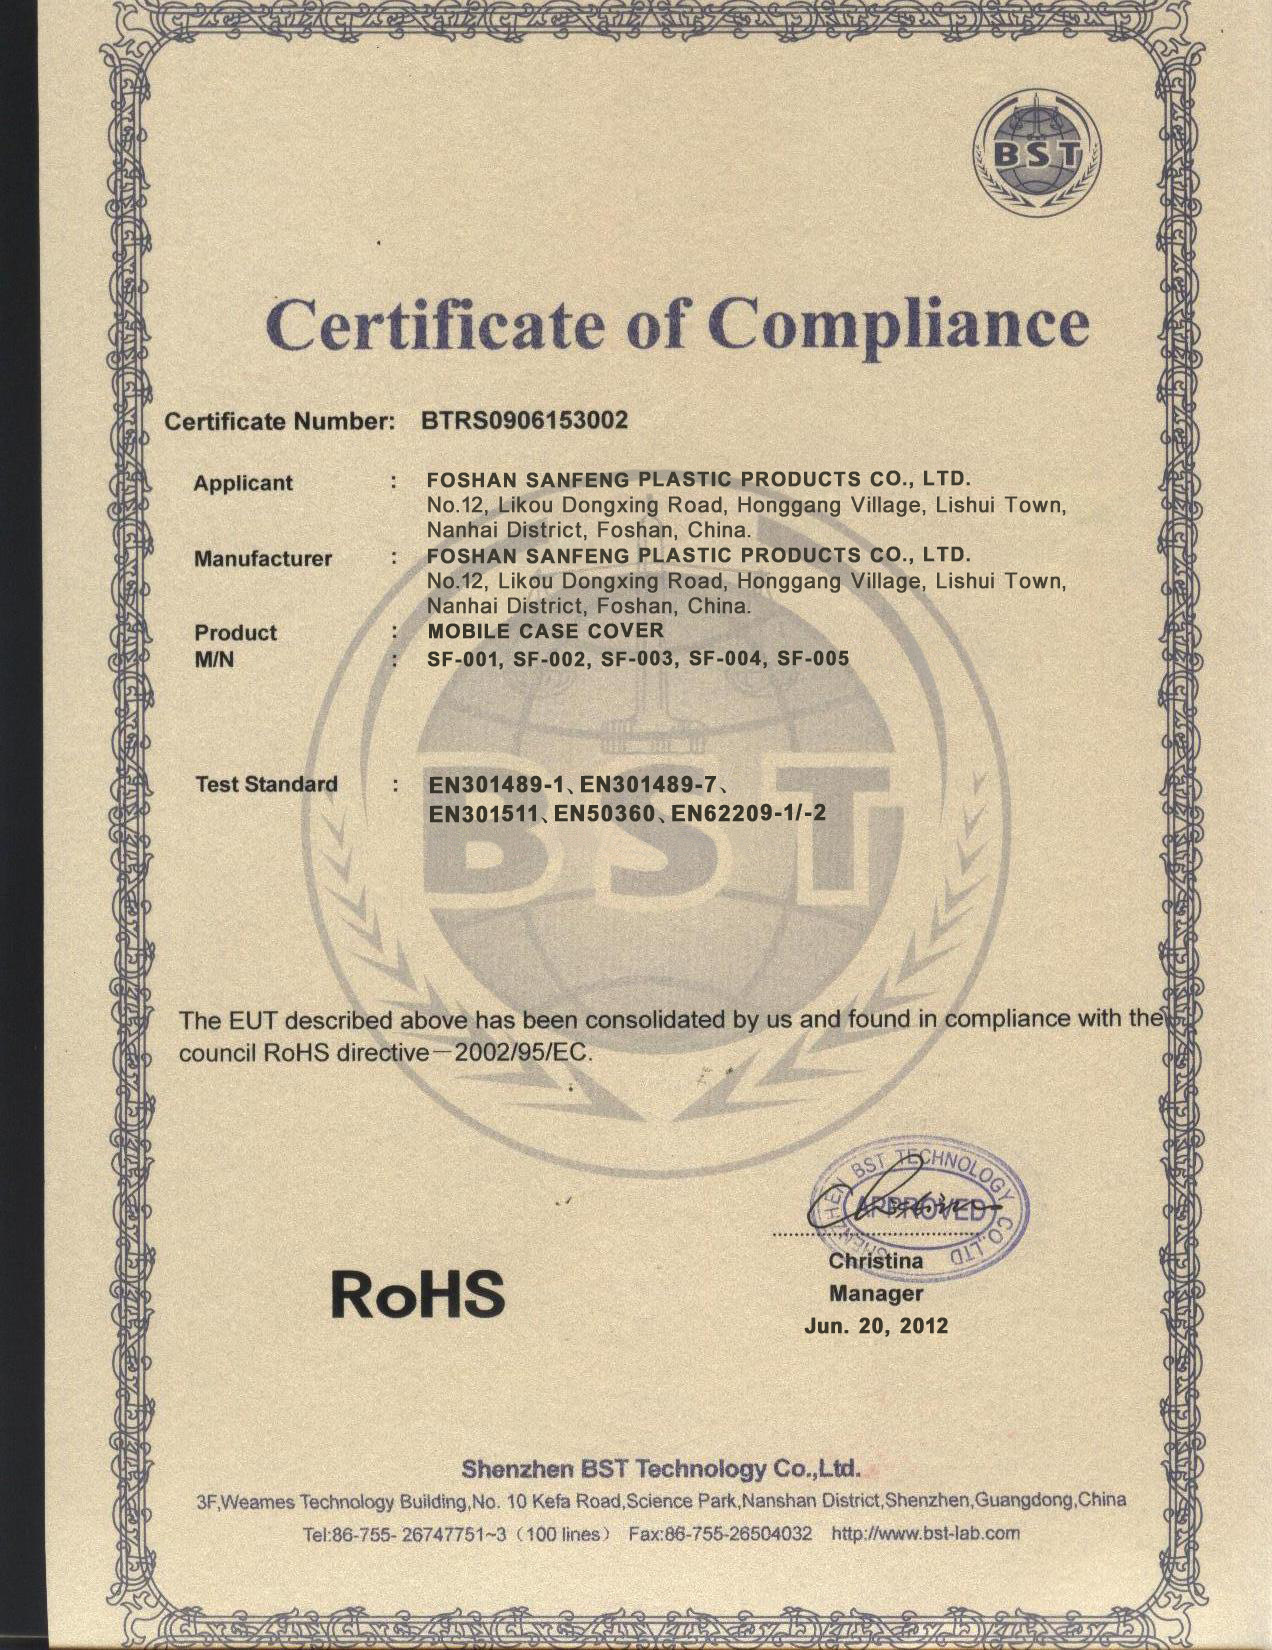 BST
Certificate of Compliance
Certificate Number: BTRS0906153002
Applicant : FOSHAN SANFENG PLASTIC PRODUCTS CO., LTD.
No.12, Likou Dongxing Road, Honggang Village, Lishui Town,
Nanhai District, Foshan, China.
Manufacturer : FOSHAN SANFENG PLASTIC PRODUCTS CO., LTD.
No.12, Likou Dongxing Road, Honggang Village, Lishui Town,
Nanhai District, Foshan, China.
Product : MOBILE CASE COVER
M/N : SF-001, SF-002, SF-003, SF-004, SF-005
Test Standard : EN301489-1、EN301489-7、
EN301511、EN50360、EN62209-1/-2
BST
The EUT described above has been consolidated by us and found in compliance with the
council RoHS directive—2002/95/EC.
SHENZHEN BST TECHNOLOGY CO.,LTD
APPROVED
Christina
Christina
Manager
Jun. 20, 2012
RoHS
Shenzhen BST Technology Co.,Ltd.
3F,Weames Technology Building,No. 10 Kefa Road,Science Park,Nanshan District,Shenzhen,Guangdong,China
Tel:86-755- 26747751~3（100 lines） Fax:86-755-26504032 http://www.bst-lab.com